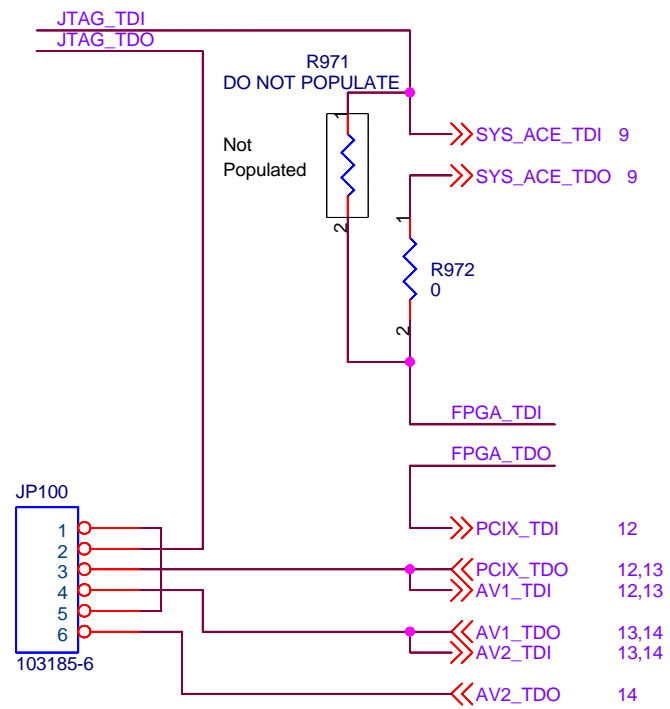 JTAG_TDI
JTAG_TDO
R971
DO NOT POPULATE
1
Not
Populated
2
SYS_ACE_TDI 9
SYS_ACE_TDO 9
1
R972
0
2
FPGA_TDI
FPGA_TDO
JP100
1
2
3
4
5
6
103185-6
PCIX_TDI 12
PCIX_TDO 12,13
AV1_TDI 12,13
AV1_TDO 13,14
AV2_TDI 13,14
AV2_TDO 14